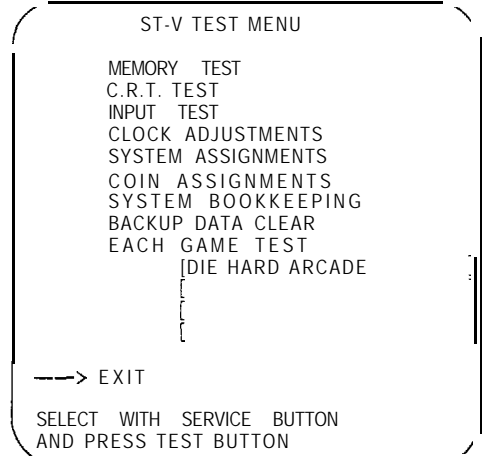 ST-V TEST MENU
MEMORY TEST
C.R.T. TEST
INPUT TEST
CLOCK ADJUSTMENTS
SYSTEM ASSIGNMENTS
COIN ASSIGNMENTS
SYSTEM BOOKKEEPING
BACKUP DATA CLEAR
EACH GAME TEST
[DIE HARD ARCADE ]
[
[
[
---> EXIT
SELECT WITH SERVICE BUTTON
AND PRESS TEST BUTTON